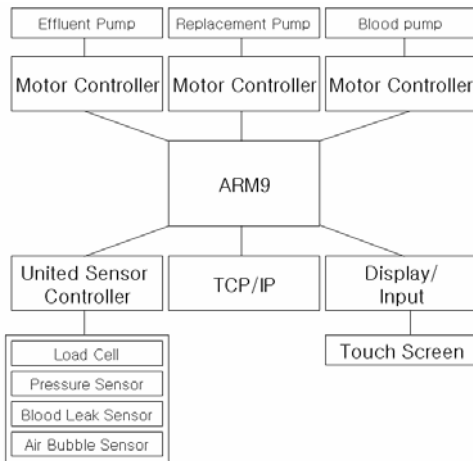 Effluent Pump
Replacement Pump
Blood pump
Motor Controller
Motor Controller
Motor Controller
ARM9
United Sensor
Controller
TCP/IP
Display/
Input
Load Cell
Pressure Sensor
Blood Leak Sensor
Air Bubble Sensor
Touch Screen